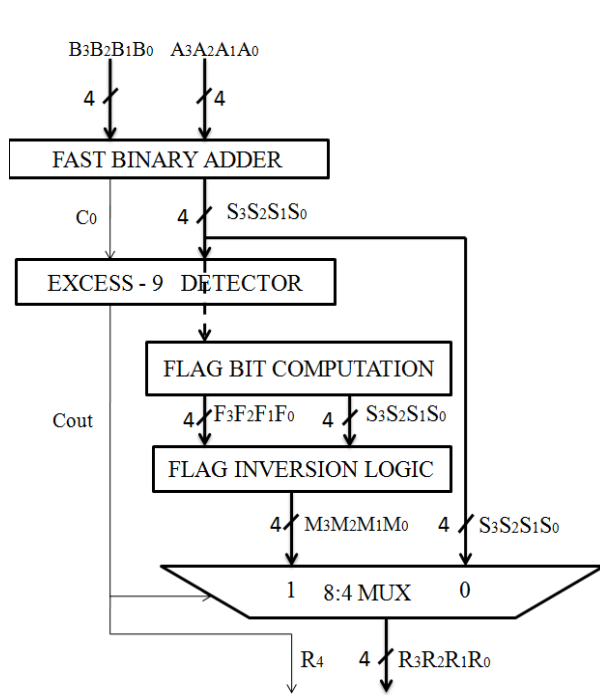 B₃B₂B₁B₀ A₃A₂A₁A₀
4 4
FAST BINARY ADDER
C₀ 4 S₃S₂S₁S₀
EXCESS - 9 DETECTOR
FLAG BIT COMPUTATION
4 F₃F₂F₁F₀ 4 S₃S₂S₁S₀
Cout
FLAG INVERSION LOGIC
4 M₃M₂M₁M₀ 4 S₃S₂S₁S₀
1 8:4 MUX 0
R₄ 4 R₃R₂R₁R₀